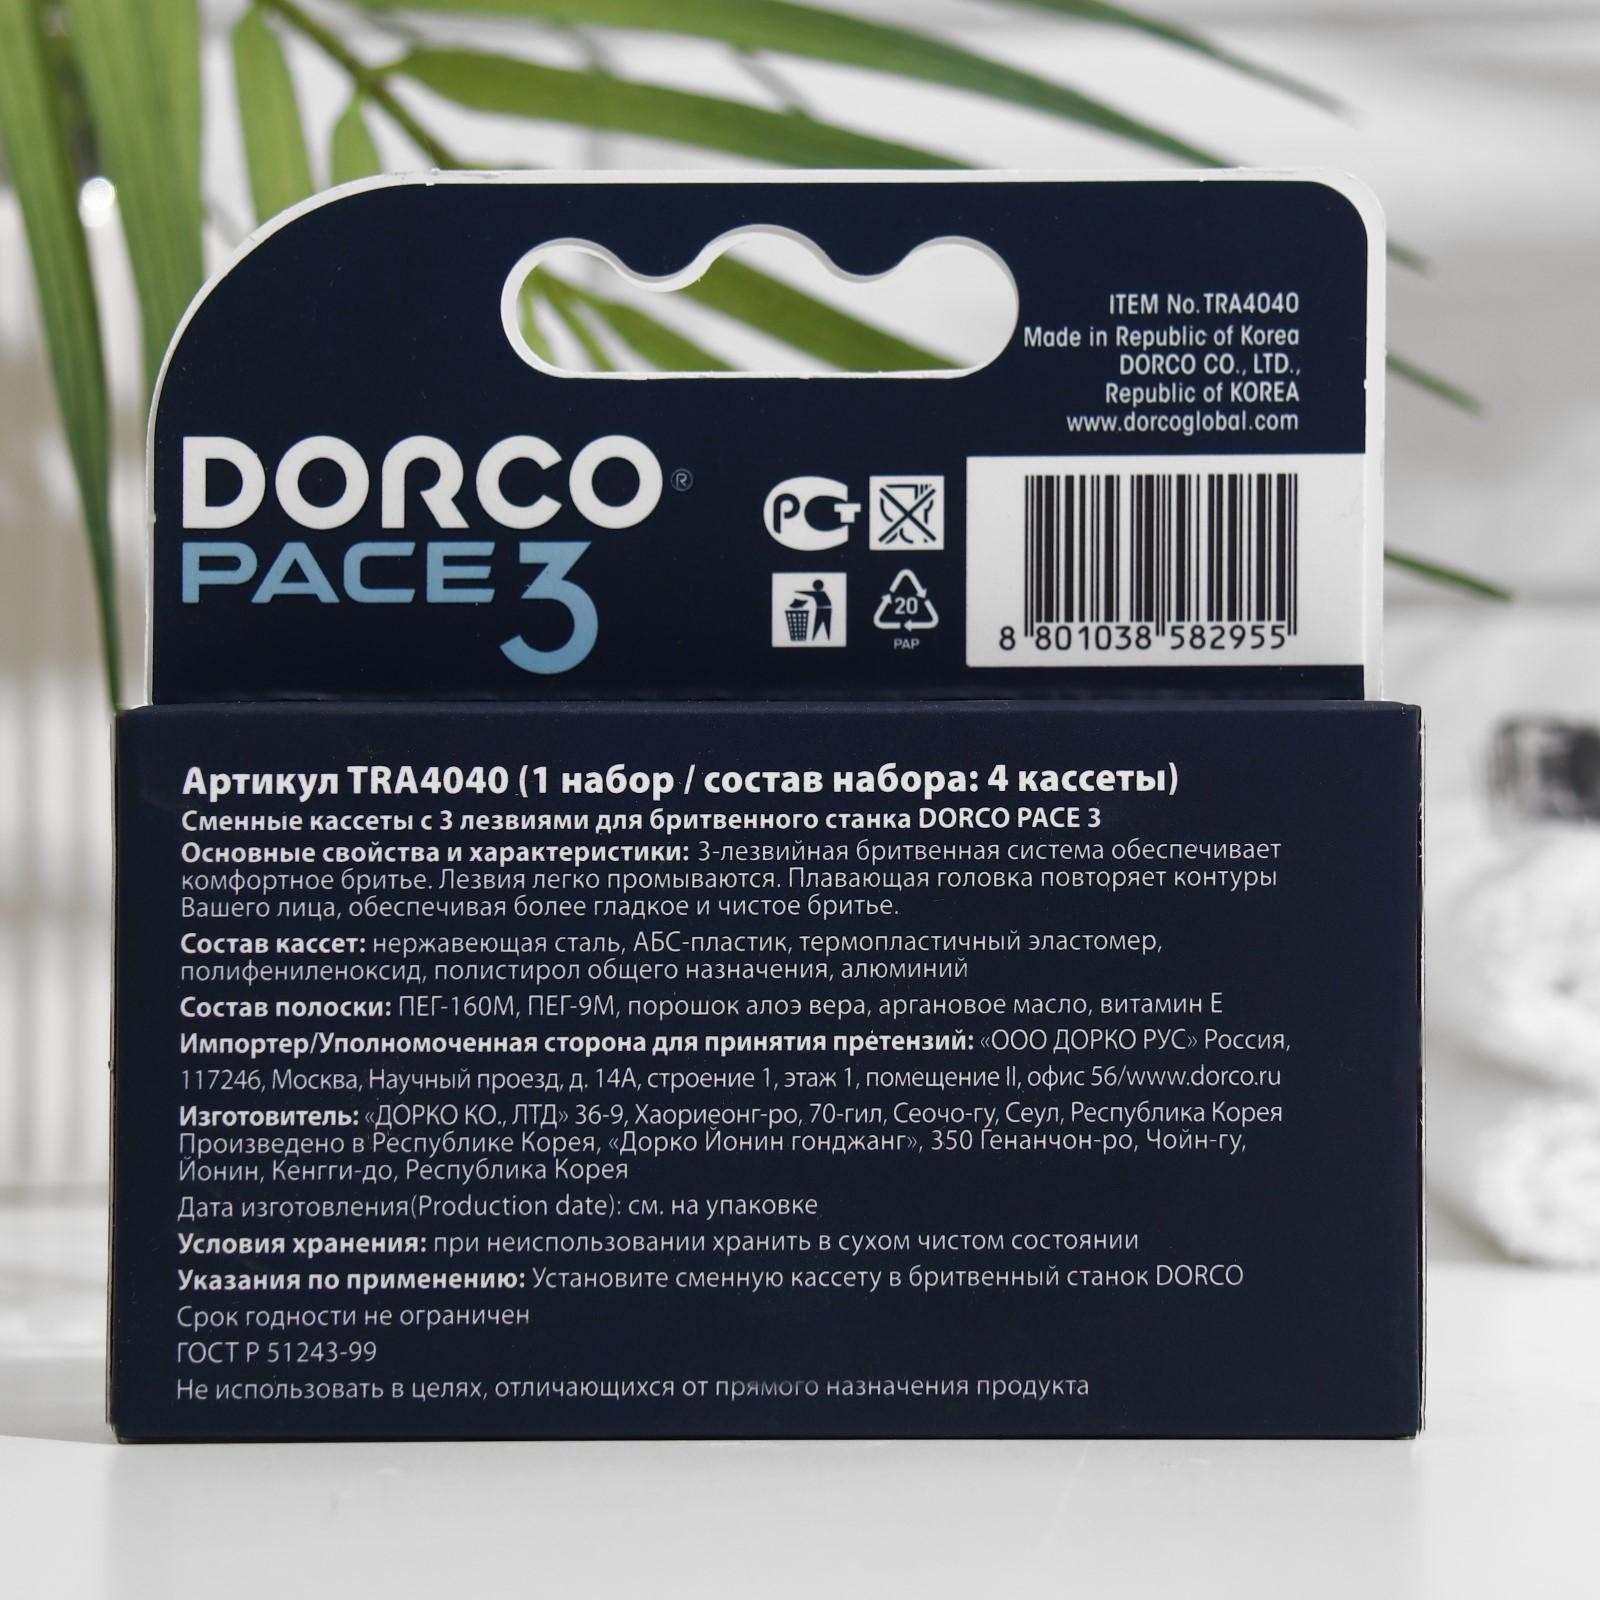 ITEM No.TRA4040
Made in Republic of Korea
DORCO CO., LTD.,
Republic of KOREA
www.dorcoglobal.com
DORCO®
PACE 3
РСТ
20
PAP
8 801038 582955
Артикул TRA4040 (1 набор / состав набора: 4 кассеты)
Сменные кассеты с 3 лезвиями для бритвенного станка DORCO PACE 3
Основные свойства и характеристики: 3-лезвийная бритвенная система обеспечивает
комфортное бритье. Лезвия легко промываются. Плавающая головка повторяет контуры
Вашего лица, обеспечивая более гладкое и чистое бритье.
Состав кассет: нержавеющая сталь, АБС-пластик, термопластичный эластомер,
полифениленоксид, полистирол общего назначения, алюминий
Состав полоски: ПЕГ-160М, ПЕГ-9М, порошок алоэ вера, аргановое масло, витамин Е
Импортер/Уполномоченная сторона для принятия претензий: «ООО ДОРКО РУС» Россия,
117246, Москва, Научный проезд, д. 14А, строение 1, этаж 1, помещение II, офис 56/www.dorco.ru
Изготовитель: «ДОРКО КО., ЛТД» 36-9, Хаориеонг-ро, 70-гил, Сеочо-гу, Сеул, Республика Корея
Произведено в Республике Корея, «Дорко Йонин гонджанг», 350 Генанчон-ро, Чойн-гу,
Йонин, Кенгги-до, Республика Корея
Дата изготовления(Production date): см. на упаковке
Условия хранения: при неиспользовании хранить в сухом чистом состоянии
Указания по применению: Установите сменную кассету в бритвенный станок DORCO
Срок годности не ограничен
ГОСТ Р 51243-99
Не использовать в целях, отличающихся от прямого назначения продукта